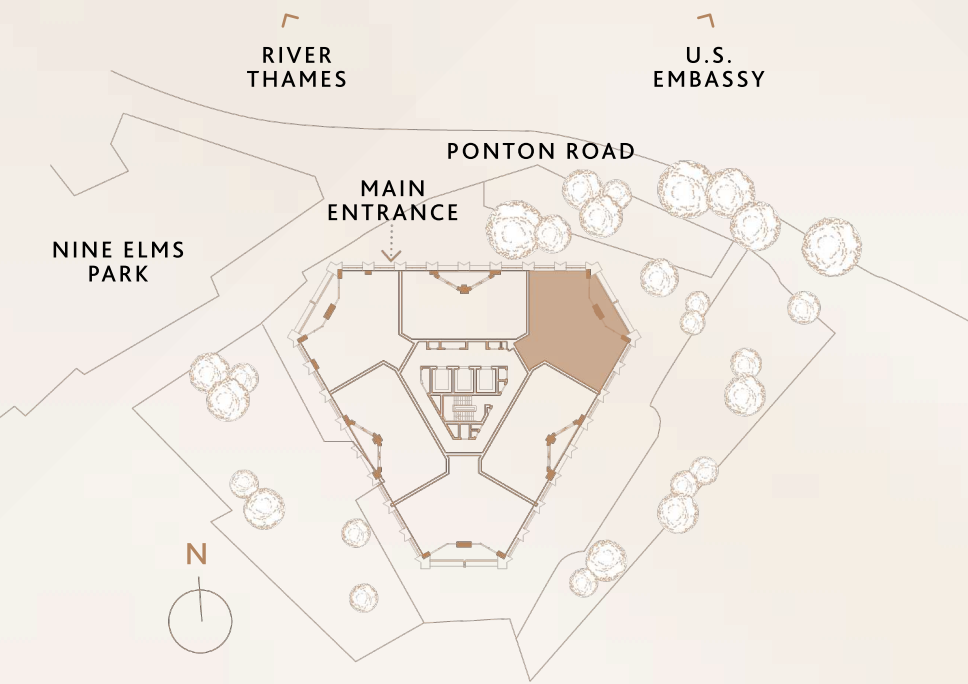 RIVER
THAMES
U.S.
EMBASSY
PONTON ROAD
MAIN
ENTRANCE
NINE ELMS
PARK
N